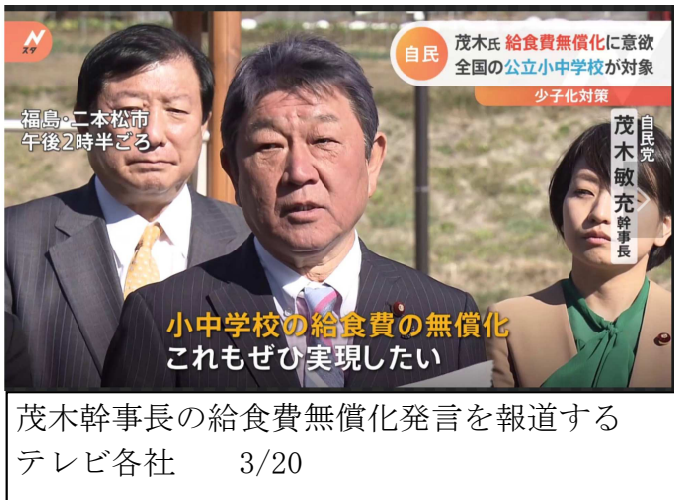 N
スタ
自民
茂木氏 給食費無償化に意欲
全国の公立小中学校が対象
少子化対策
福島・二本松市
午後2時半ごろ
自民党
茂木敏充幹事長
小中学校の給食費の無償化
これもぜひ実現したい
茂木幹事長の給食費無償化発言を報道する
テレビ各社　　3/20